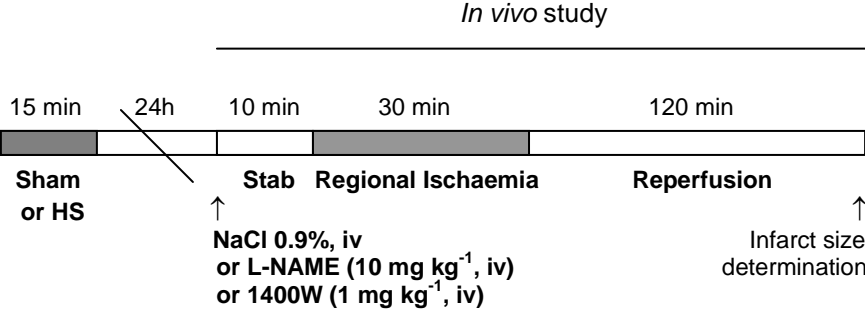 In vivo study
15 min 24h 10 min 30 min 120 min
Sham Stab Regional Ischaemia Reperfusion
or HS ↑ ↑
NaCl 0.9%, iv Infarct size
or L-NAME (10 mg kg⁻¹, iv) determination
or 1400W (1 mg kg⁻¹, iv)